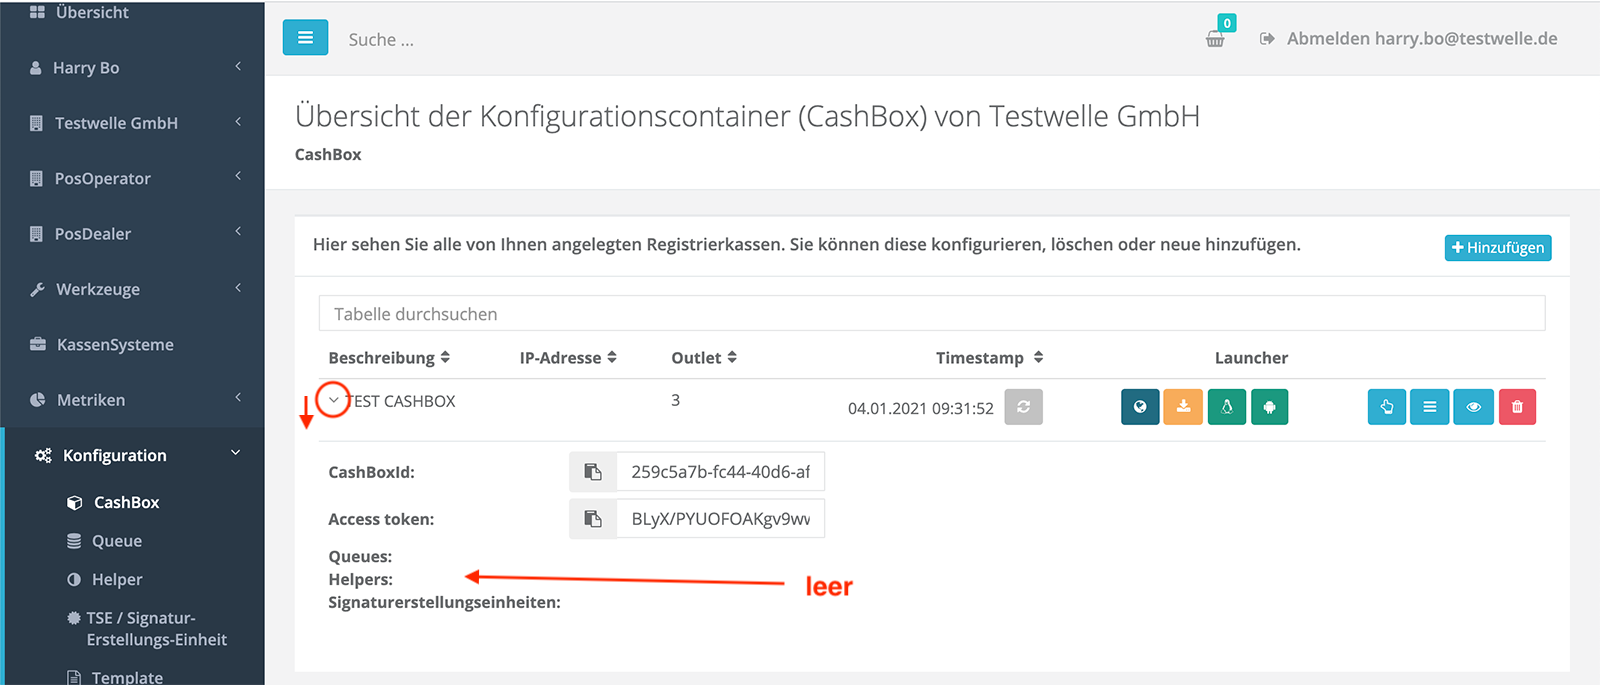 Übersicht
Harry Bo
Testwelle GmbH
PosOperator
PosDealer
Werkzeuge
KassenSysteme
Metriken
Konfiguration
CashBox
Queue
Helper
TSE / Signatur-
Erstellungs-Einheit
Template
Suche ...
0
Abmelden harry.bo@testwelle.de
Übersicht der Konfigurationscontainer (CashBox) von Testwelle GmbH
CashBox
Hier sehen Sie alle von Ihnen angelegten Registrierkassen. Sie können diese konfigurieren, löschen oder neue hinzufügen.
Hinzufügen
Tabelle durchsuchen
Beschreibung IP-Adresse Outlet Timestamp Launcher
TEST CASHBOX 3 04.01.2021 09:31:52
CashBoxId: 259c5a7b-fc44-40d6-af
Access token: BLyX/PYUOFOAKgv9wv
Queues:
Helpers:
leer
Signaturerstellungseinheiten: